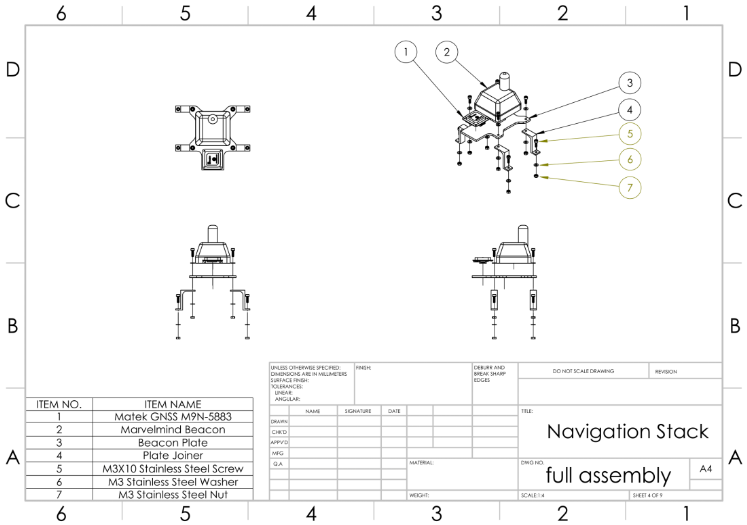 6 5 4 3 2 1
D D
1 2
3
4
5
6
7
C C
B B
UNLESS OTHERWISE SPECIFIED:
DIMENSIONS ARE IN MILLIMETERS
SURFACE FINISH:
TOLERANCES:
LINEAR:
ANGULAR:
FINISH:
DEBURR AND
BREAK SHARP
EDGES
DO NOT SCALE DRAWING
REVISION
NAME SIGNATURE DATE
DRAWN
CHK'D
APPV'D
MFG
Q.A
MATERIAL:
WEIGHT:
TITLE:
Navigation Stack
DWG NO.
full assembly
A4
SCALE:1:4
SHEET 4 OF 9
ITEM NO. ITEM NAME
1 Matek GNSS M9N-5883
2 Marvelmind Beacon
3 Beacon Plate
4 Plate Joiner
5 M3X10 Stainless Steel Screw
6 M3 Stainless Steel Washer
7 M3 Stainless Steel Nut
A A
6 5 4 3 2 1